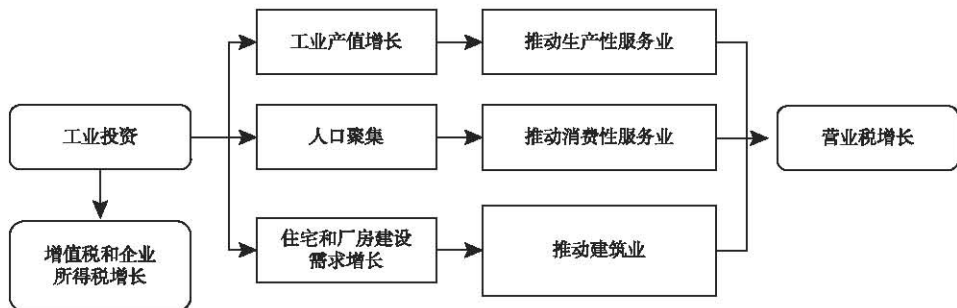 工业产值增长
推动生产性服务业
工业投资
人口聚集
推动消费性服务业
营业税增长
增值税和企业
所得税增长
住宅和厂房建设
需求增长
推动建筑业